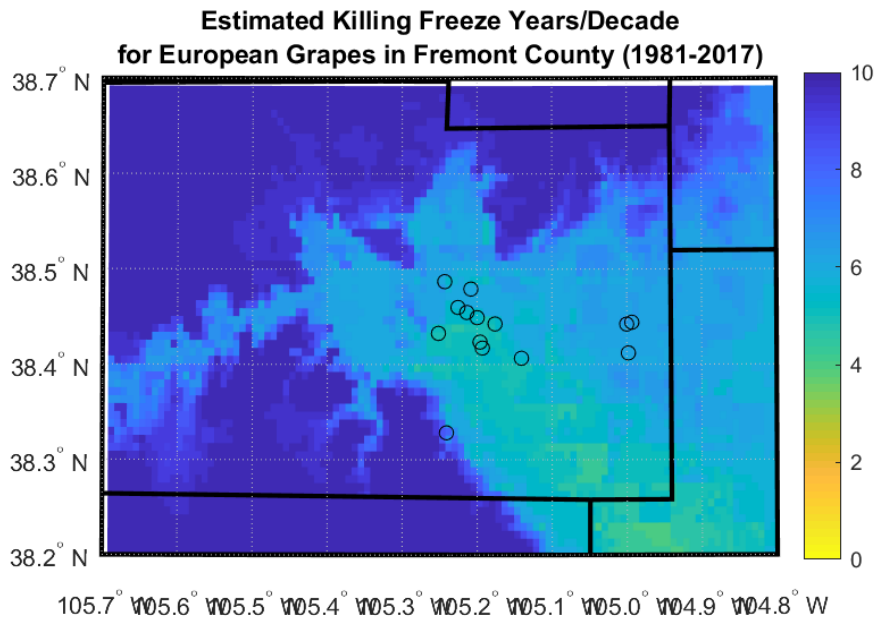 Estimated Killing Freeze Years/Decade
for European Grapes in Fremont County (1981-2017)
38.7° N
38.6° N
38.5° N
38.4° N
38.3° N
38.2° N
105.7° W 105.6° W 105.5° W 105.4° W 105.3° W 105.2° W 105.1° W 105.0° W 104.9° W 104.8° W
10
8
6
4
2
0